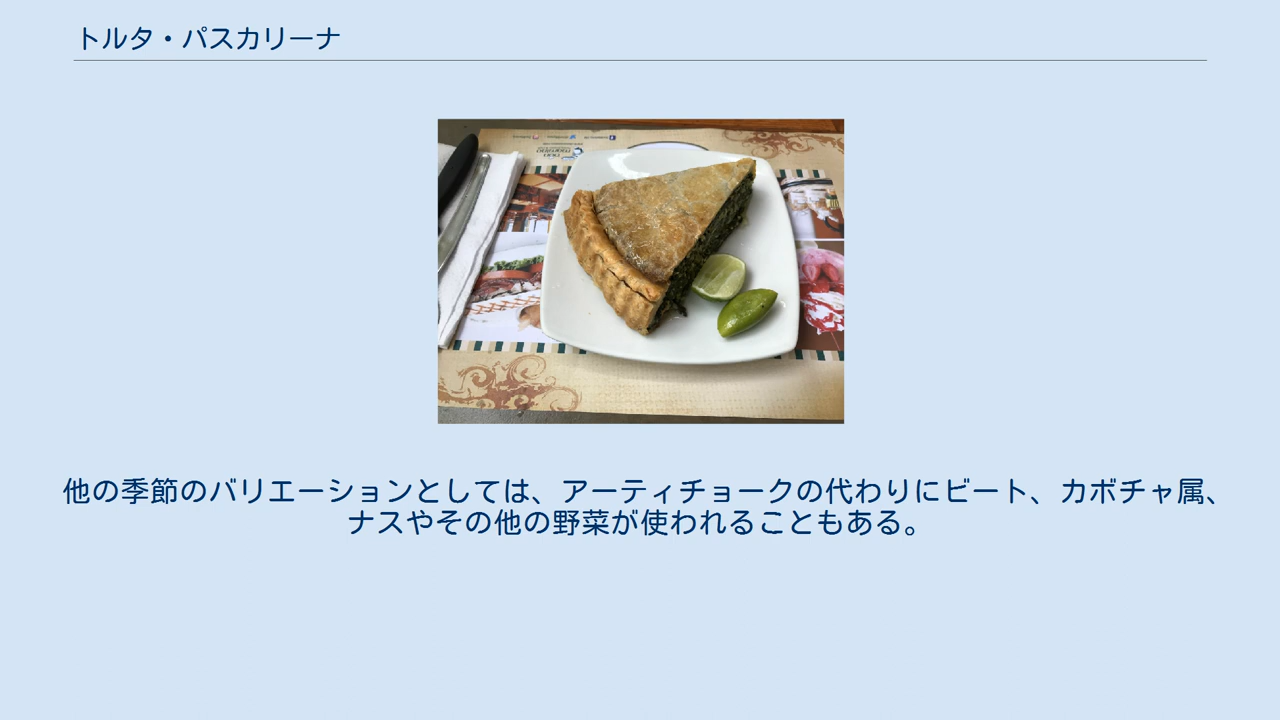 トルタ・パスカリーナ
他の季節のバリエーションとしては、アーティチョークの代わりにビート、カボチャ属、
ナスやその他の野菜が使われることもある。